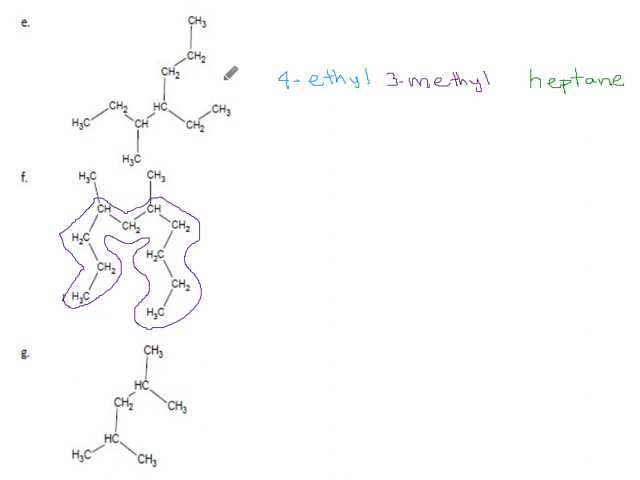 e.
CH3
CH2
CH2
4-ethyl 3-methyl heptane
CH2 HC CH3
H3C CH CH2
H3C
f.
H3C CH3
CH CH
CH2 CH2
H2C
H2C
CH2
CH2
H3C
H3C
g.
CH3
HC
CH2 CH3
HC
H3C CH3